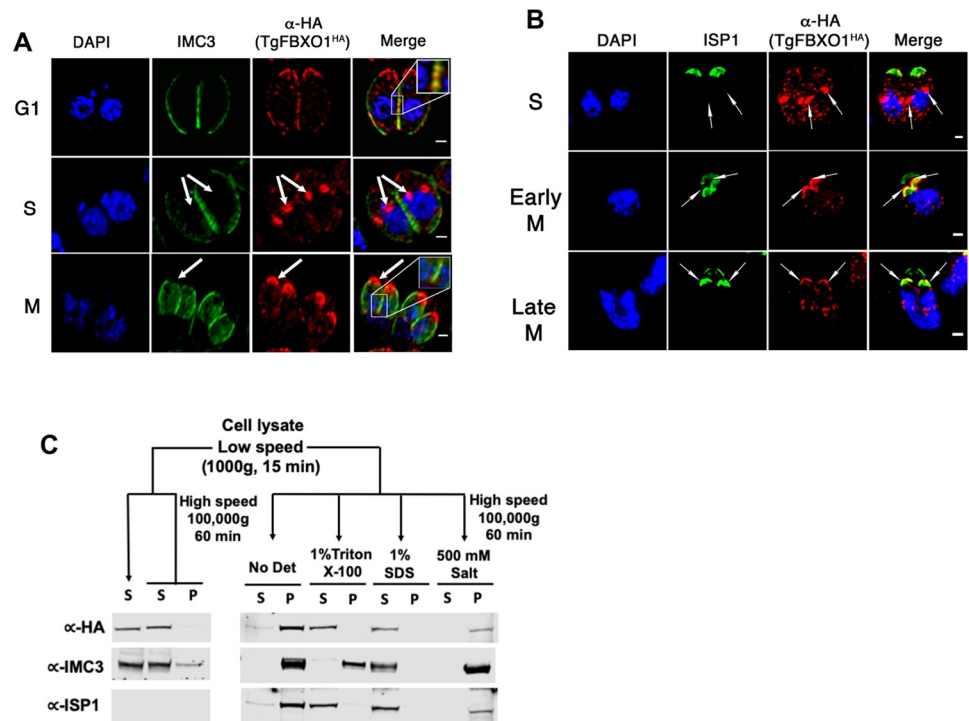 A
DAPI IMC3 α-HA (TgFBXO1ᴴᴬ) Merge
G1
S
M
B
DAPI ISP1 α-HA (TgFBXO1ᴴᴬ) Merge
S
Early M
Late M
C
Cell lysate
Low speed
(1000g, 15 min)
High speed
100,000g
60 min
High speed
100,000g
60 min
No Det 1%Triton X-100 1% SDS 500 mM Salt
S S P S P S P S P S P
∝-HA
∝-IMC3
∝-ISP1